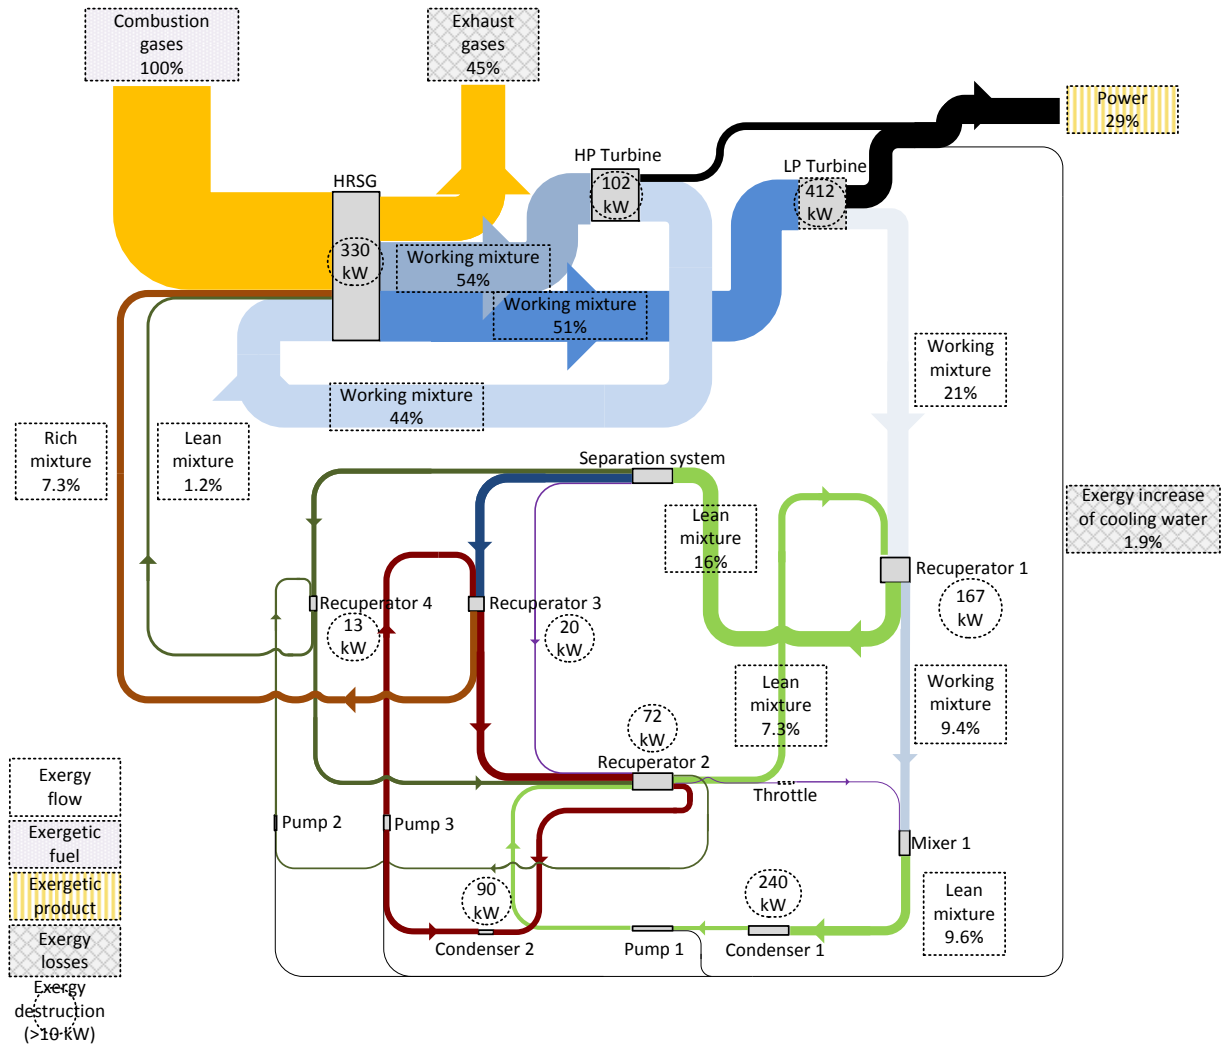 Combustion
gases
100%
Exhaust
gases
45%
Power
29%
HP Turbine
102
kW
LP Turbine
412
kW
HRSG
330
kW
Working mixture
54%
Working mixture
51%
Working mixture
44%
Working
mixture
21%
Rich
mixture
7.3%
Lean
mixture
1.2%
Separation system
Lean
mixture
16%
Exergy increase
of cooling water
1.9%
Recuperator 1
167
kW
Recuperator 4
13
kW
Recuperator 3
20
kW
Lean
mixture
7.3%
Working
mixture
9.4%
72
kW
Recuperator 2
Throttle
Pump 2
Pump 3
Mixer 1
90
kW
Condenser 2
Pump 1
240
kW
Condenser 1
Lean
mixture
9.6%
Exergy
flow
Exergetic
fuel
Exergetic
product
Exergy
losses
Exergy
destruction
(>10 kW)